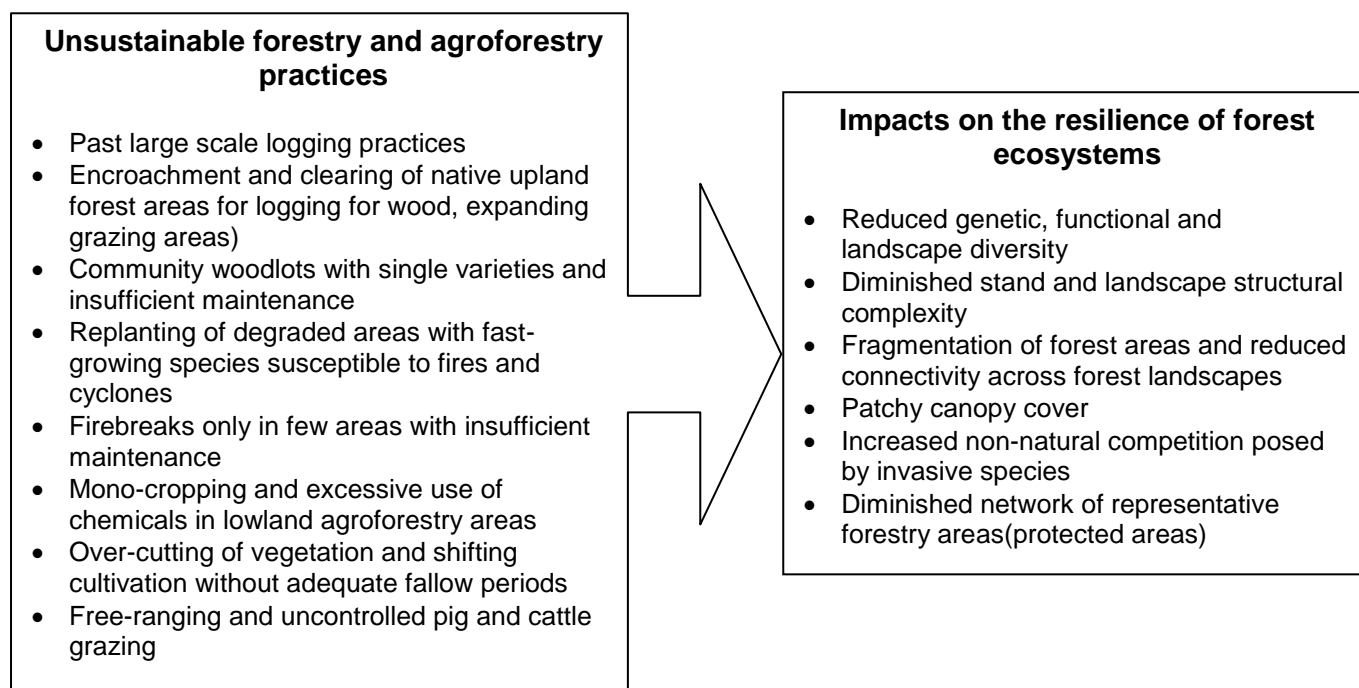 Unsustainable forestry and agroforestry
practices
• Past large scale logging practices
• Encroachment and clearing of native upland
forest areas for logging for wood, expanding
grazing areas)
• Community woodlots with single varieties and
insufficient maintenance
• Replanting of degraded areas with fast-
growing species susceptible to fires and
cyclones
• Firebreaks only in few areas with insufficient
maintenance
• Mono-cropping and excessive use of
chemicals in lowland agroforestry areas
• Over-cutting of vegetation and shifting
cultivation without adequate fallow periods
• Free-ranging and uncontrolled pig and cattle
grazing
Impacts on the resilience of forest
ecosystems
• Reduced genetic, functional and
landscape diversity
• Diminished stand and landscape structural
complexity
• Fragmentation of forest areas and reduced
connectivity across forest landscapes
• Patchy canopy cover
• Increased non-natural competition posed
by invasive species
• Diminished network of representative
forestry areas(protected areas)